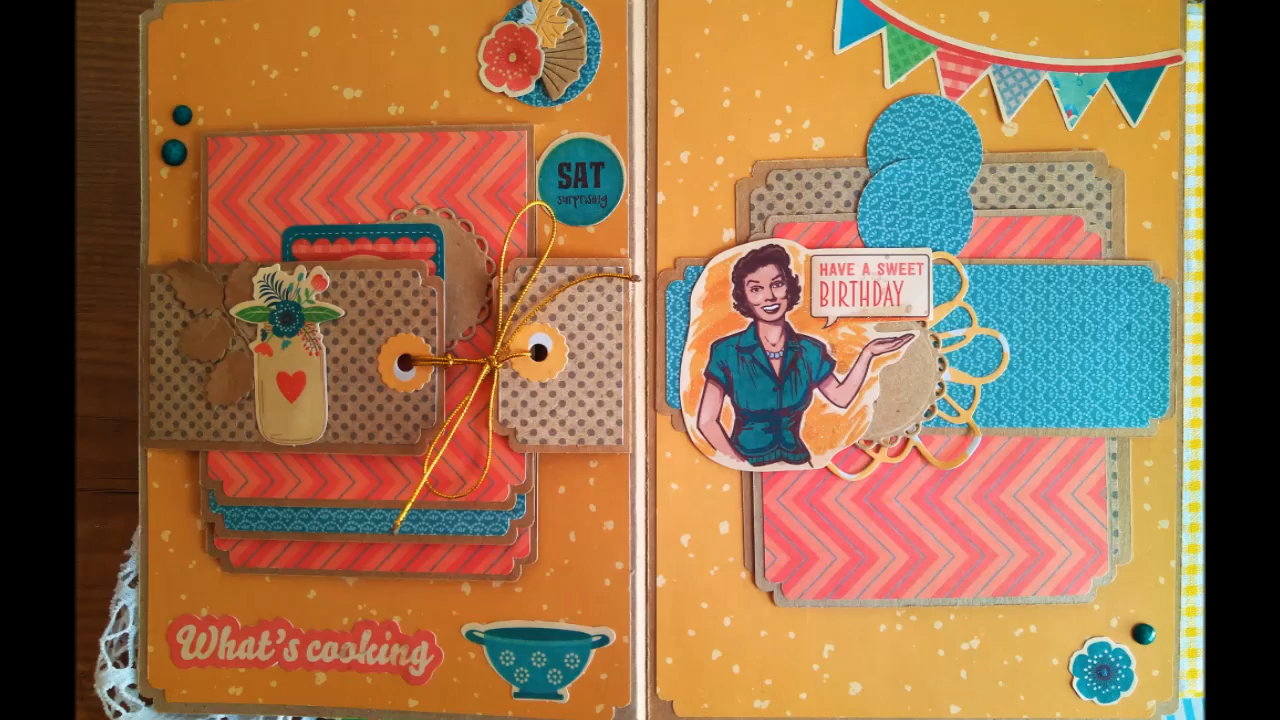 SAT
surprising
HAVE A SWEET
BIRTHDAY
What's cooking